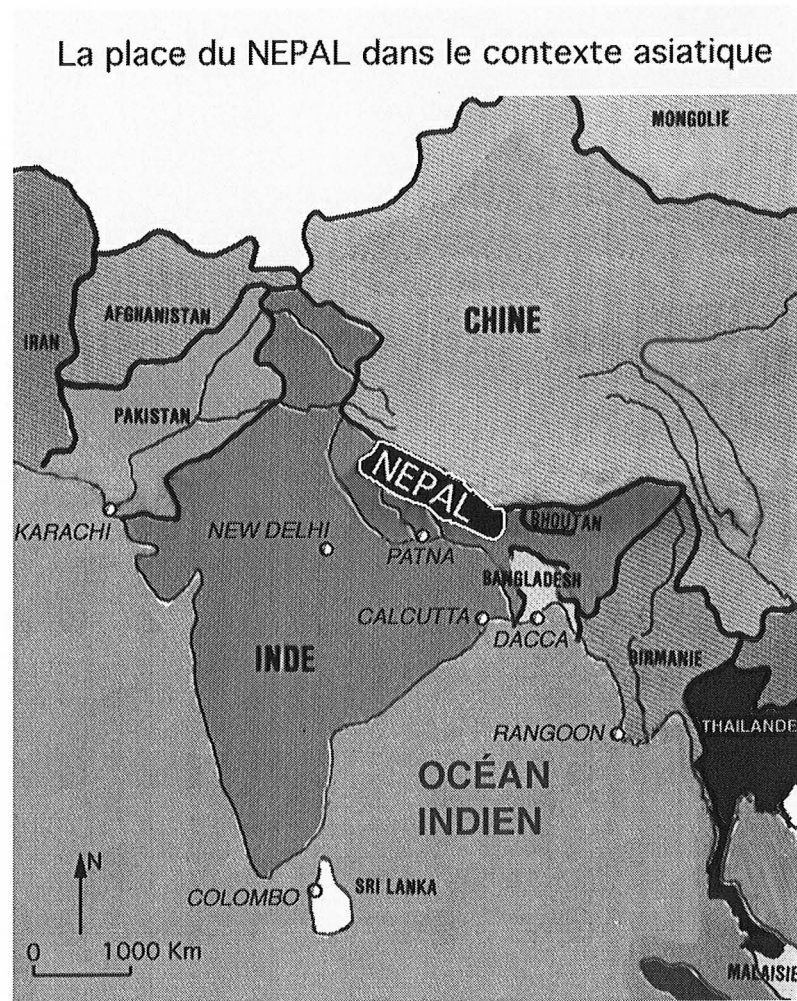 La place du NEPAL dans le contexte asiatique
MONGOLIE
CHINE
AFGHANISTAN
IRAN
PAKISTAN
NEPAL
KARACHI
NEW DELHI
PATNA
BHOUTAN
BANGLADESH
CALCUTTA
DACCA
INDE
BIRMANIE
RANGOON
THAILANDE
OCÉAN
INDIEN
N
COLOMBO
SRI LANKA
0 1000 Km
MALAISIE